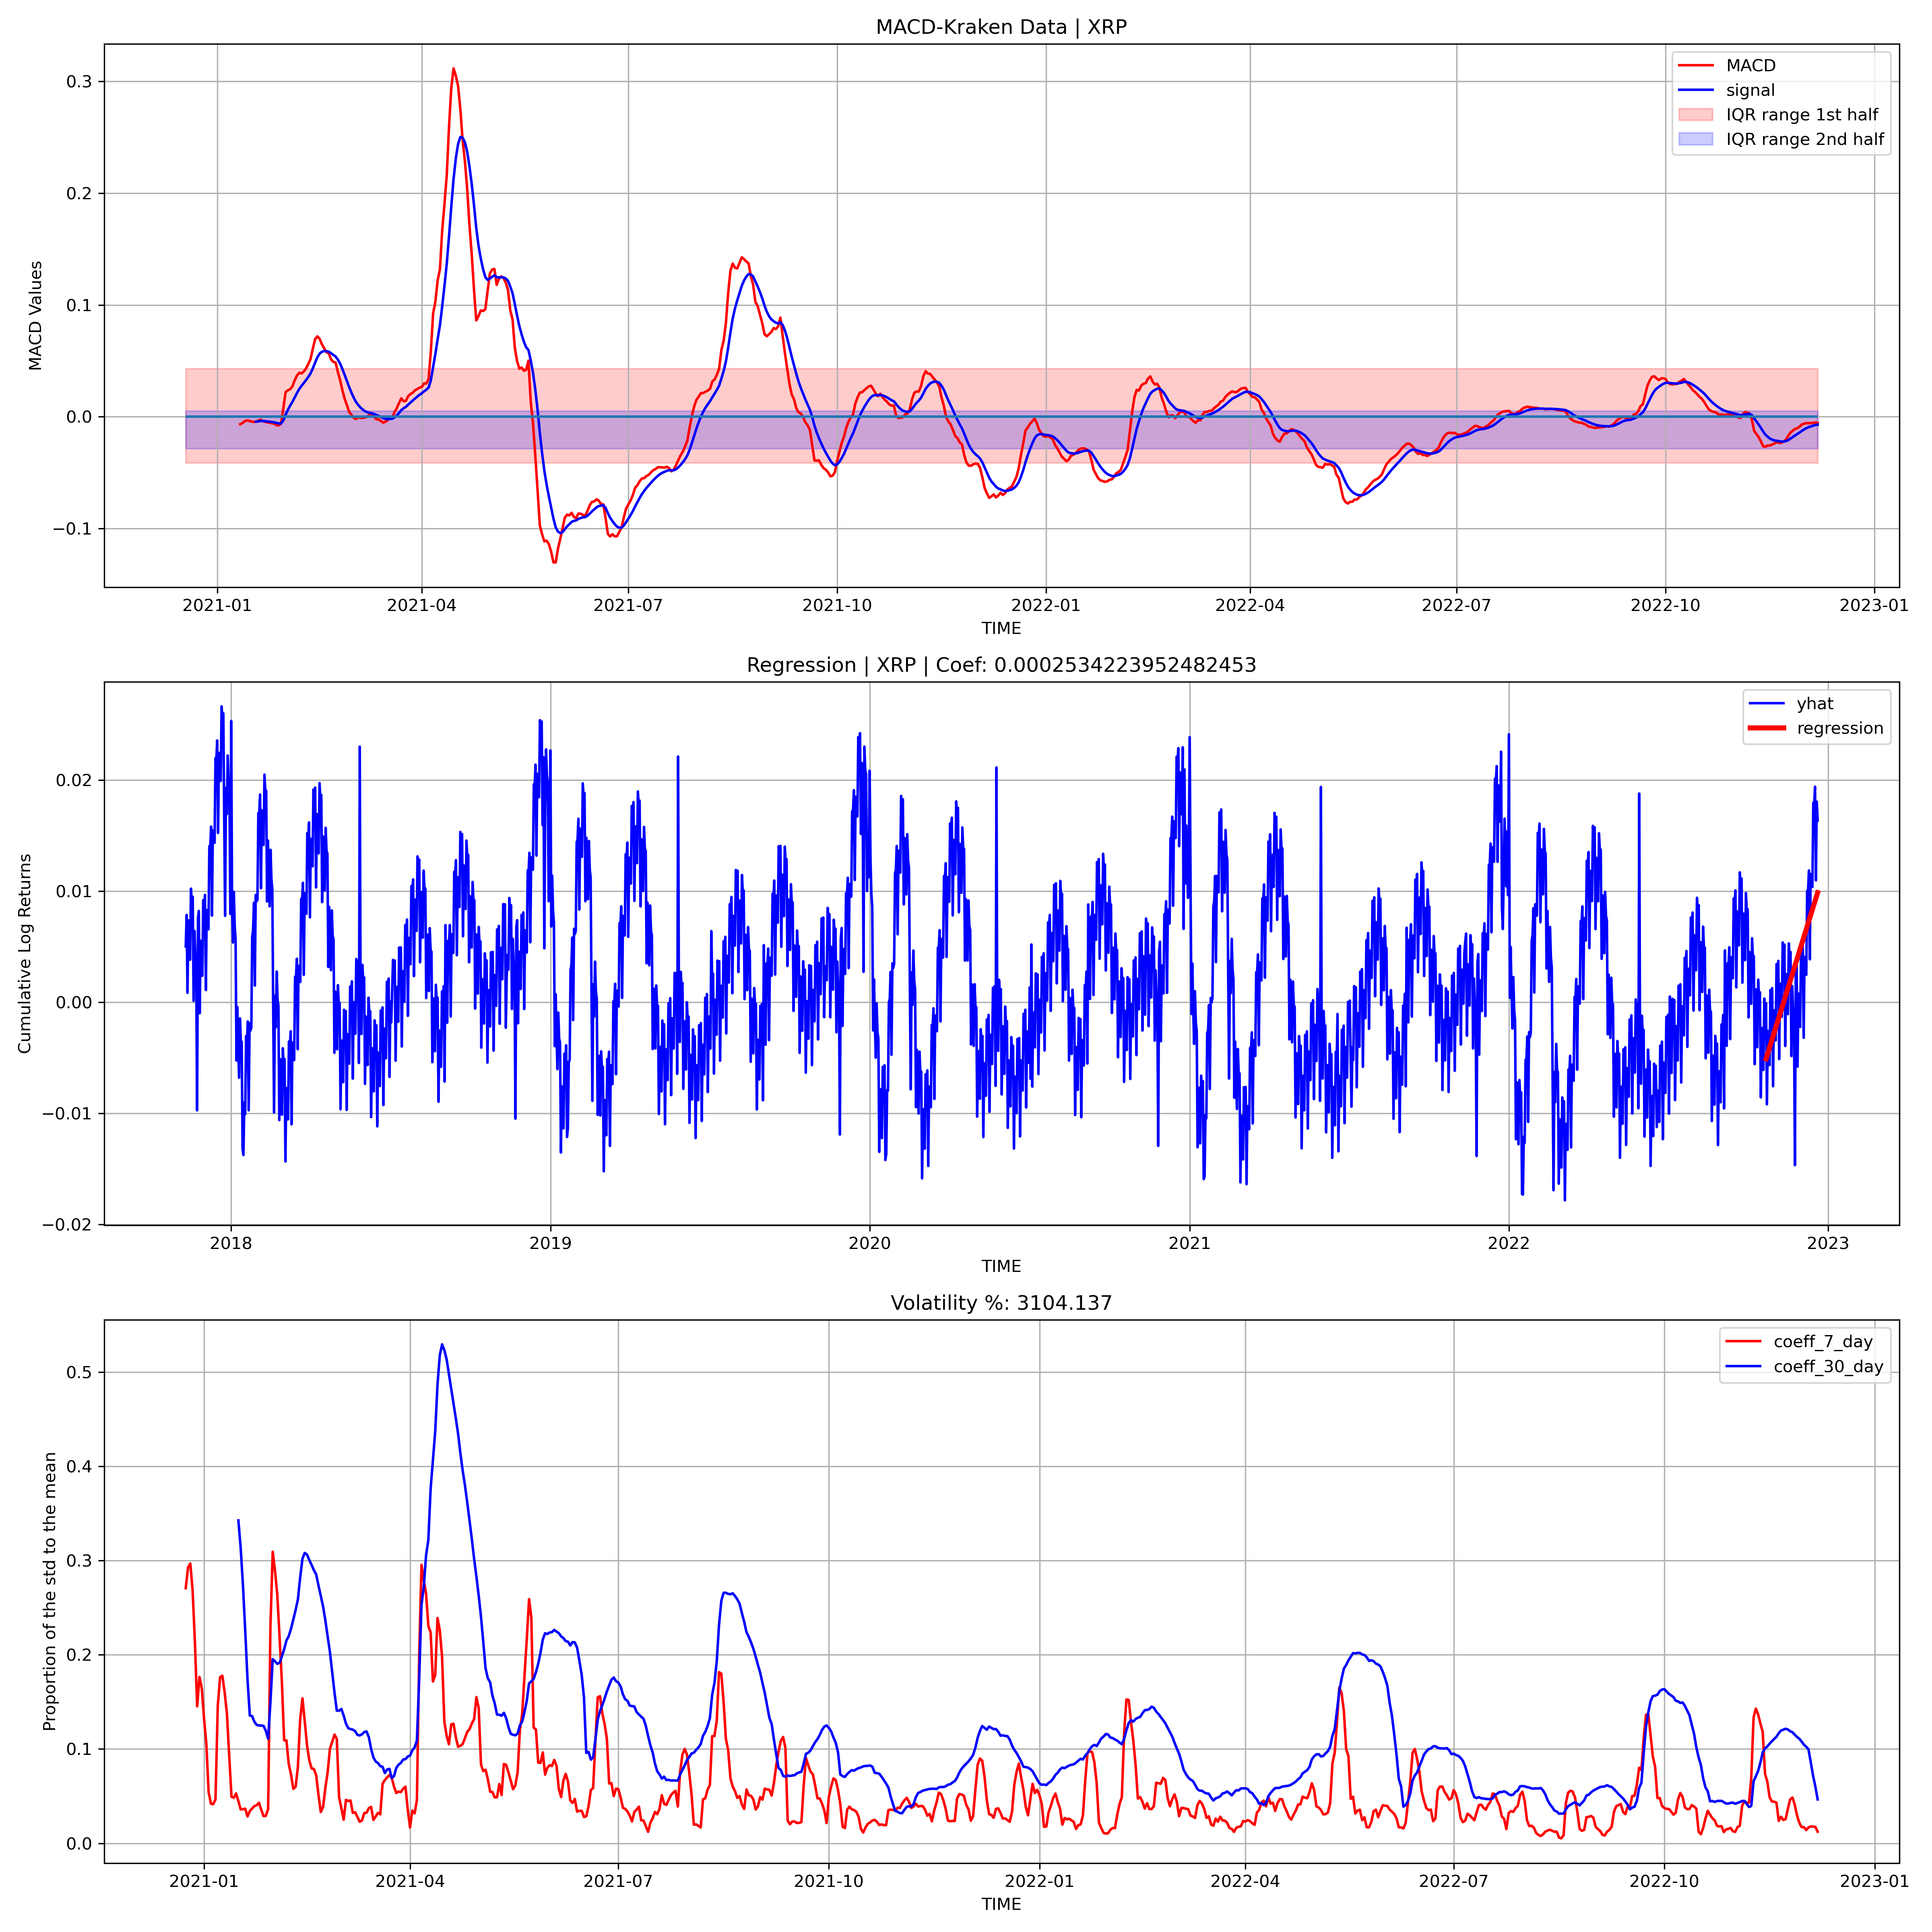 MACD-Kraken Data | XRP
MACD Values
0.3
0.2
0.1
0.0
−0.1
MACD
signal
IQR range 1st half
IQR range 2nd half
2021-01 2021-04 2021-07 2021-10 2022-01 2022-04 2022-07 2022-10 2023-01
TIME
Regression | XRP | Coef: 0.0002534223952482453
Cumulative Log Returns
0.02
0.01
0.00
−0.01
−0.02
yhat
regression
2018 2019 2020 2021 2022 2023
TIME
Volatility %: 3104.137
Proportion of the std to the mean
0.5
0.4
0.3
0.2
0.1
0.0
coeff_7_day
coeff_30_day
2021-01 2021-04 2021-07 2021-10 2022-01 2022-04 2022-07 2022-10 2023-01
TIME